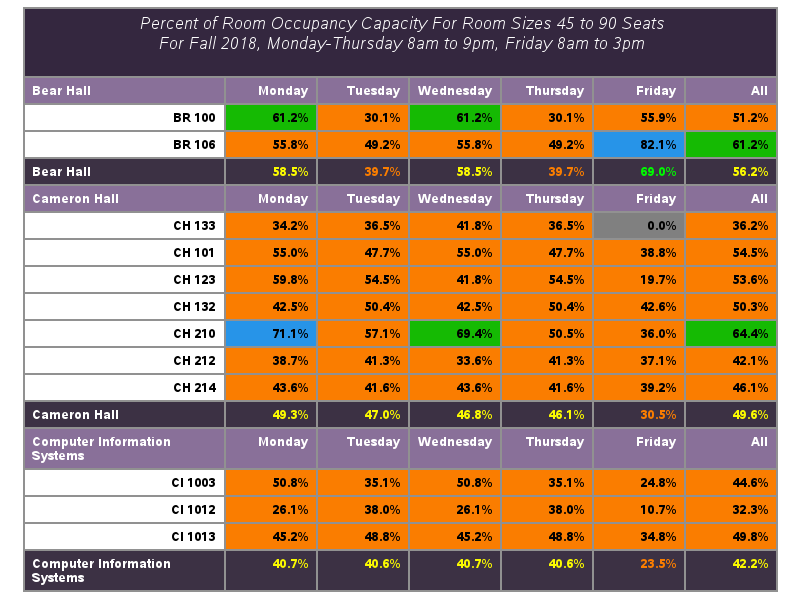 Percent of Room Occupancy Capacity For Room Sizes 45 to 90 Seats
For Fall 2018, Monday-Thursday 8am to 9pm, Friday 8am to 3pm
Bear Hall Monday Tuesday Wednesday Thursday Friday All
BR 100 61.2% 30.1% 61.2% 30.1% 55.9% 51.2%
BR 106 55.8% 49.2% 55.8% 49.2% 82.1% 61.2%
Bear Hall 58.5% 39.7% 58.5% 39.7% 69.0% 56.2%
Cameron Hall Monday Tuesday Wednesday Thursday Friday All
CH 133 34.2% 36.5% 41.8% 36.5% 0.0% 36.2%
CH 101 55.0% 47.7% 55.0% 47.7% 38.8% 54.5%
CH 123 59.8% 54.5% 41.8% 54.5% 19.7% 53.6%
CH 132 42.5% 50.4% 42.5% 50.4% 42.6% 50.3%
CH 210 71.1% 57.1% 69.4% 50.5% 36.0% 64.4%
CH 212 38.7% 41.3% 33.6% 41.3% 37.1% 42.1%
CH 214 43.6% 41.6% 43.6% 41.6% 39.2% 46.1%
Cameron Hall 49.3% 47.0% 46.8% 46.1% 30.5% 49.6%
Computer Information Monday Tuesday Wednesday Thursday Friday All
Systems
CI 1003 50.8% 35.1% 50.8% 35.1% 24.8% 44.6%
CI 1012 26.1% 38.0% 26.1% 38.0% 10.7% 32.3%
CI 1013 45.2% 48.8% 45.2% 48.8% 34.8% 49.8%
Computer Information 40.7% 40.6% 40.7% 40.6% 23.5% 42.2%
Systems